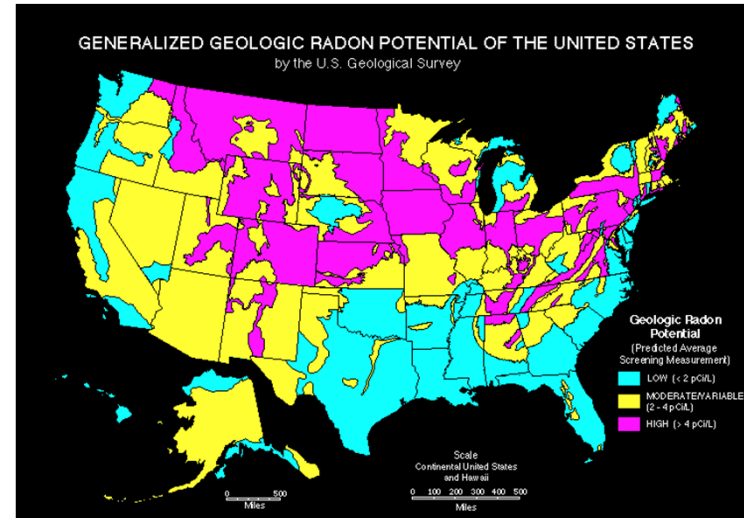 GENERALIZED GEOLOGIC RADON POTENTIAL OF THE UNITED STATES
by the U.S. Geological Survey
Geologic Radon
Potential
(Predicted Average
Screening Measurement)
LOW (< 2 pCi/L)
MODERATE/VARIABLE
(2 - 4 pCi/L)
HIGH (> 4 pCi/L)
Scale
Continental United States
and Hawaii
0 100 200 300 400 500
Miles
0 500
Miles